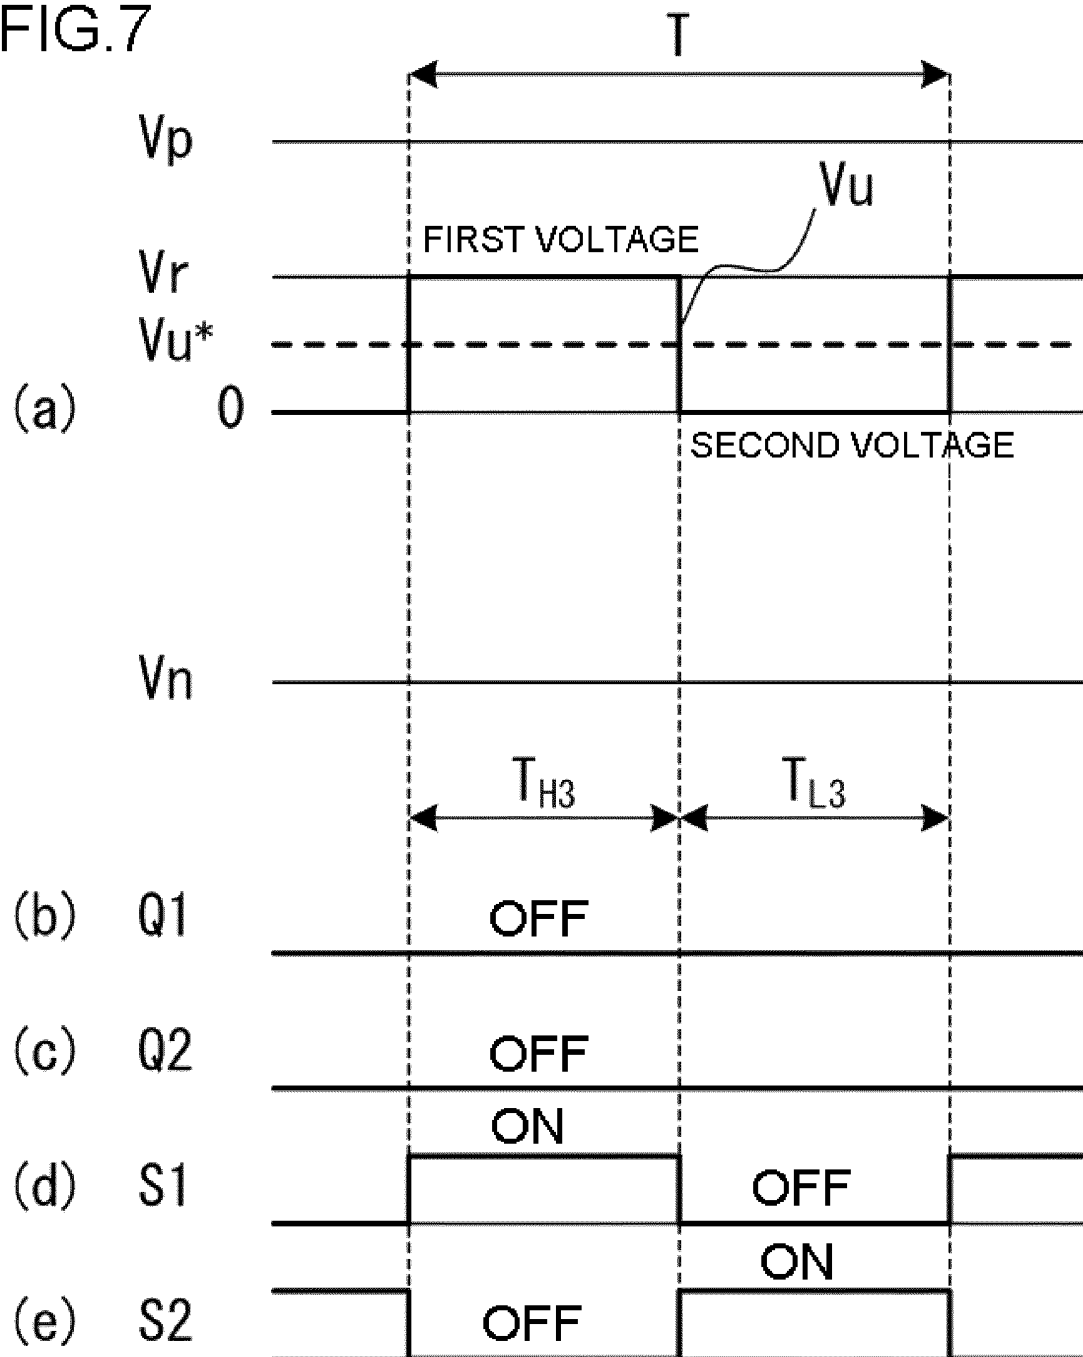 FIG.7
T
Vp
Vu
FIRST VOLTAGE
Vr
Vu*
(a) 0
SECOND VOLTAGE
Vn
TH3 TL3
(b) Q1 OFF
(c) Q2 OFF
ON
(d) S1 OFF
ON
(e) S2 OFF